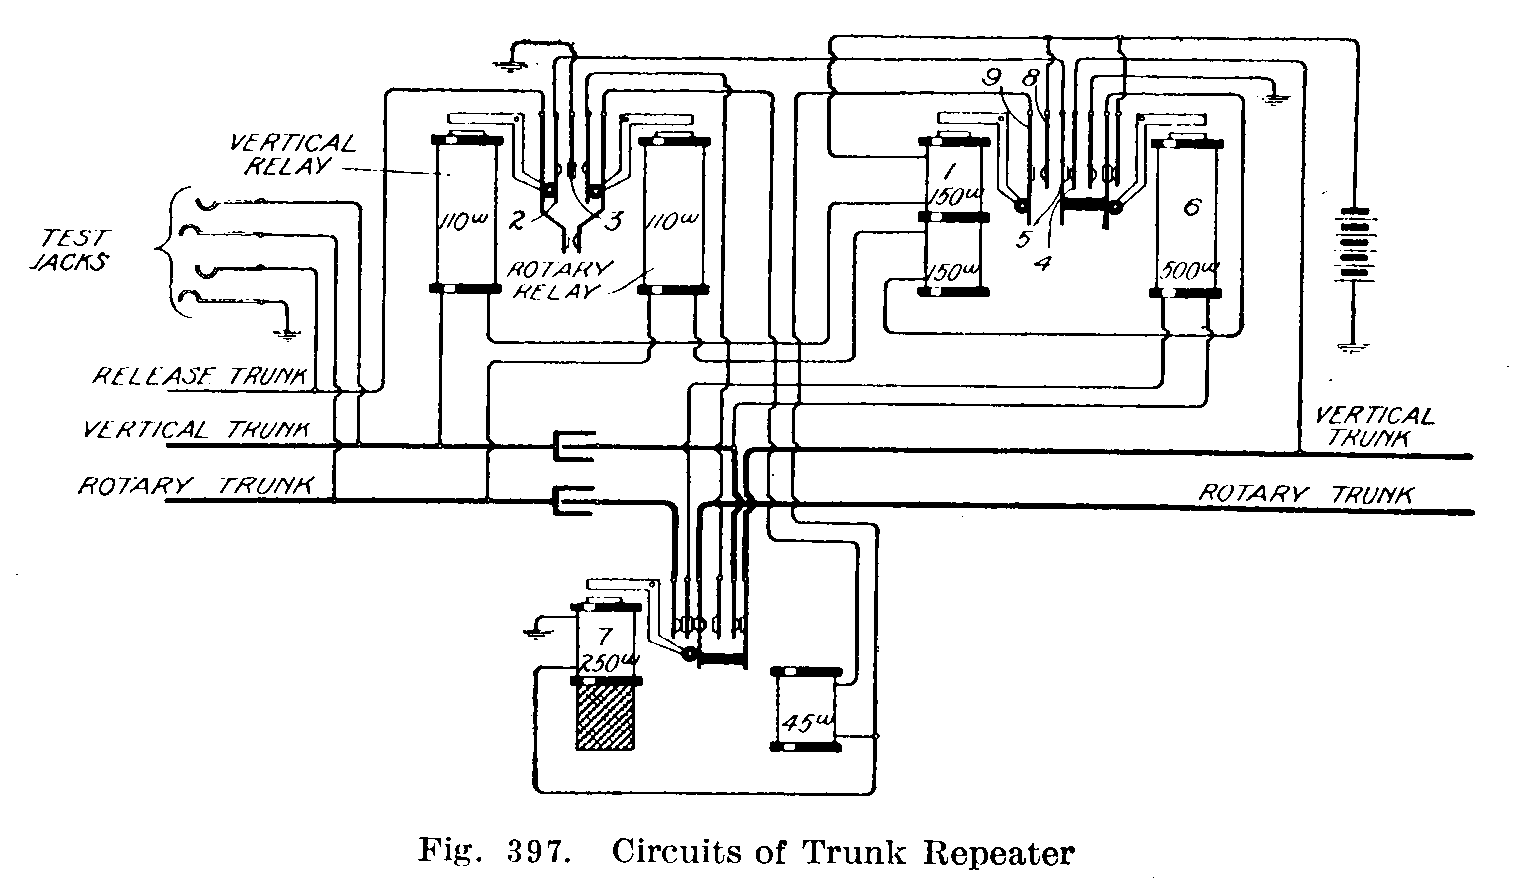 9 8
VERTICAL
RELAY
1
150ω
110ω
2
3
110ω
6
TEST
JACKS
5
4
ROTARY
RELAY
150ω
500ω
RELEASE TRUNK
VERTICAL TRUNK
VERTICAL
TRUNK
ROTARY TRUNK
ROTARY TRUNK
7
250ω
45ω
Fig. 397. Circuits of Trunk Repeater